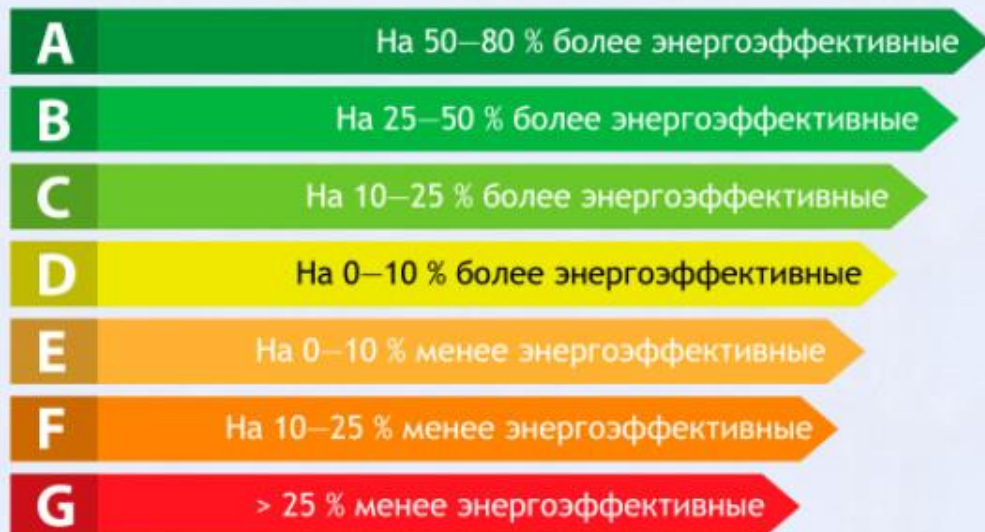 A На 50—80 % более энергоэффективные
B На 25—50 % более энергоэффективные
C На 10—25 % более энергоэффективные
D На 0—10 % более энергоэффективные
E На 0—10 % менее энергоэффективные
F На 10—25 % менее энергоэффективные
G > 25 % менее энергоэффективные